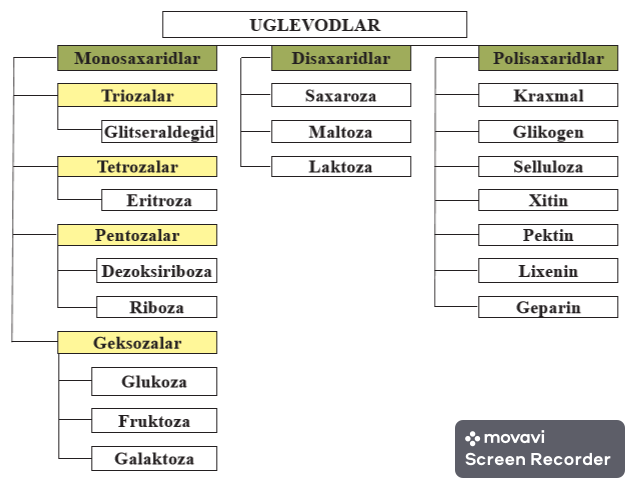 UGLEVODLAR
Monosaxaridlar
Triozalar
Glitseraldegid
Tetrozalar
Eritroza
Pentozalar
Dezoksiriboza
Riboza
Geksozalar
Glukoza
Fruktoza
Galaktoza
Disaxaridlar
Saxaroza
Maltoza
Laktoza
Polisaxaridlar
Kraxmal
Glikogen
Selluloza
Xitin
Pektin
Lixenin
Geparin
movavi
Screen Recorder